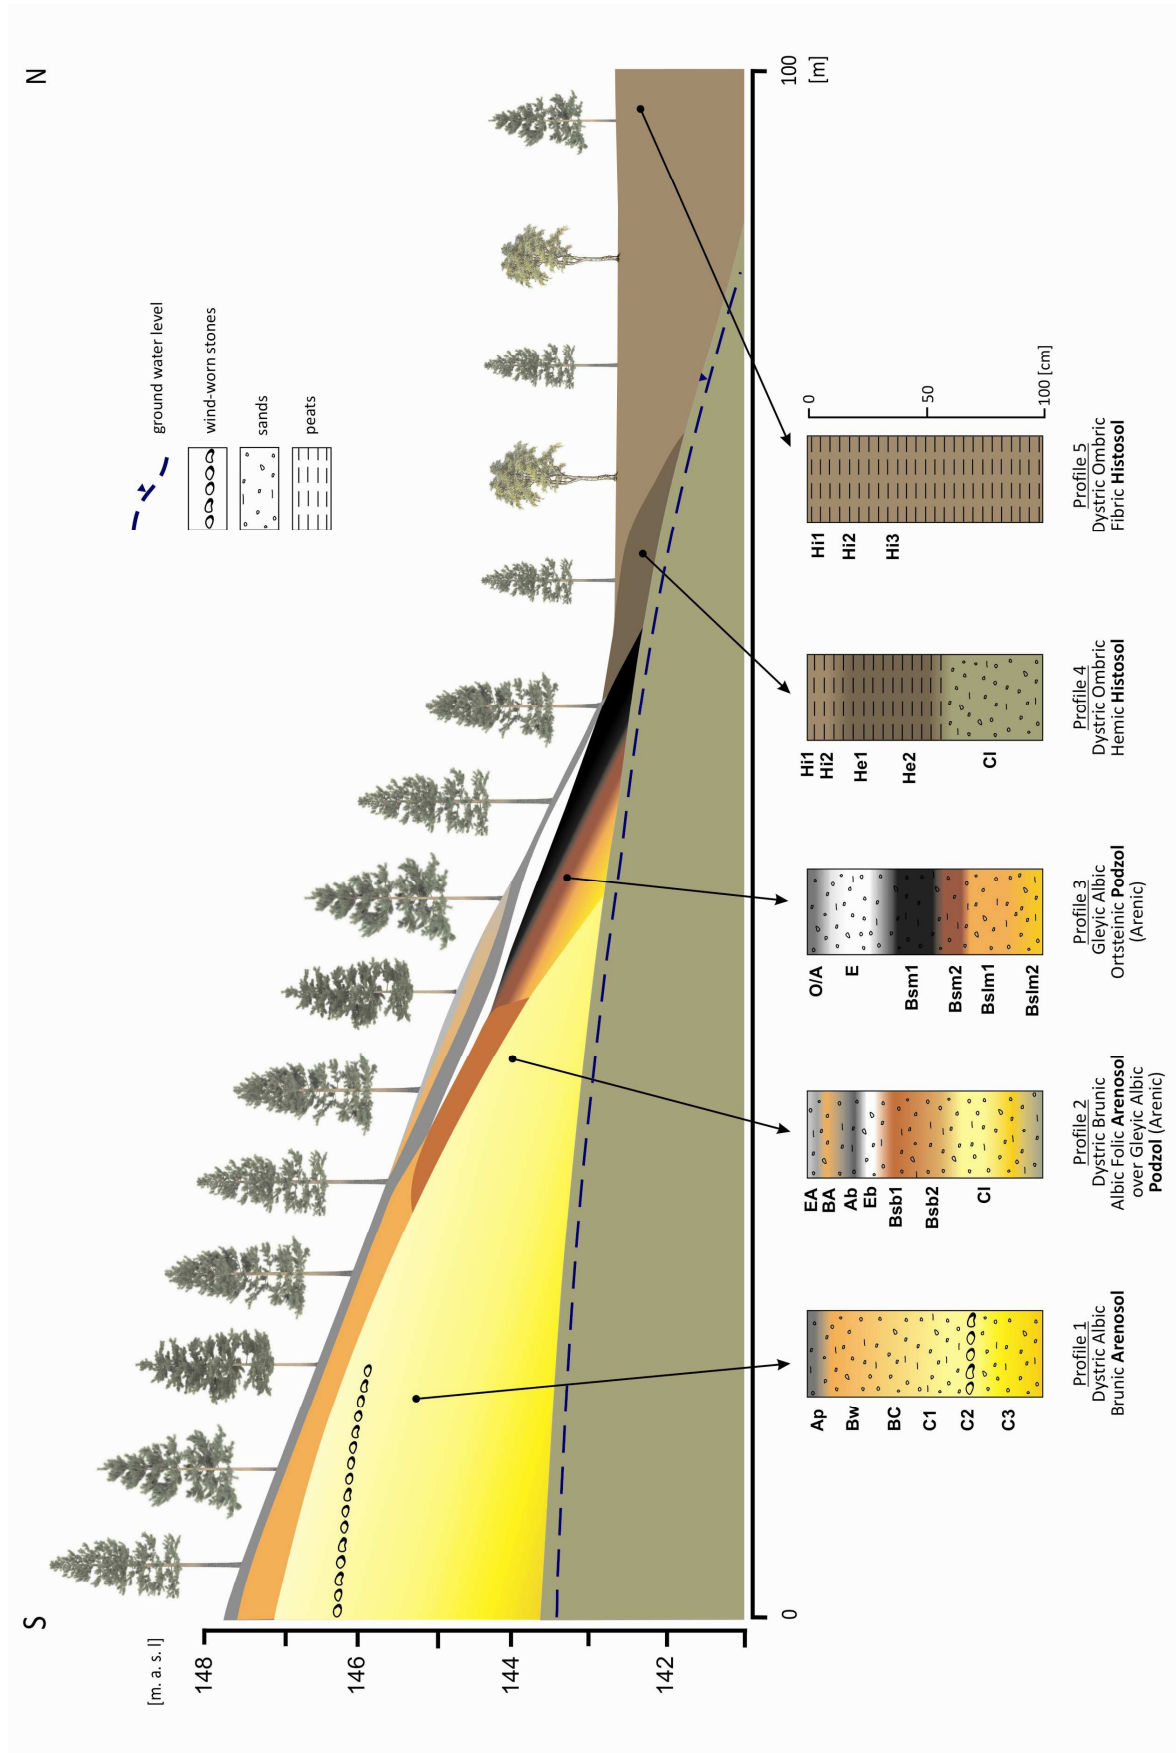 S
N
[m. a. s. l]
148
146
144
142
0
100
[m]
ground water level
wind-worn stones
sands
peats
Ap
Bw
BC
C1
C2
C3
Profile 1
Dystric Albic
Brunic Arenosol
EA
BA
Ab
Eb
Bsb1
Bsb2
Cl
Profile 2
Dystric Brunic
Albic Folic Arenosol
over Gleyic Albic
Podzol (Arenic)
O/A
E
Bsm1
Bsm2
Bslm1
Bslm2
Profile 3
Gleyic Albic
Ortsteinic Podzol
(Arenic)
Hi1
Hi2
He1
He2
Cl
Profile 4
Dystric Ombric
Hemic Histosol
Hi1
Hi2
Hi3
Profile 5
Dystric Ombric
Fibric Histosol
0
50
100 [cm]